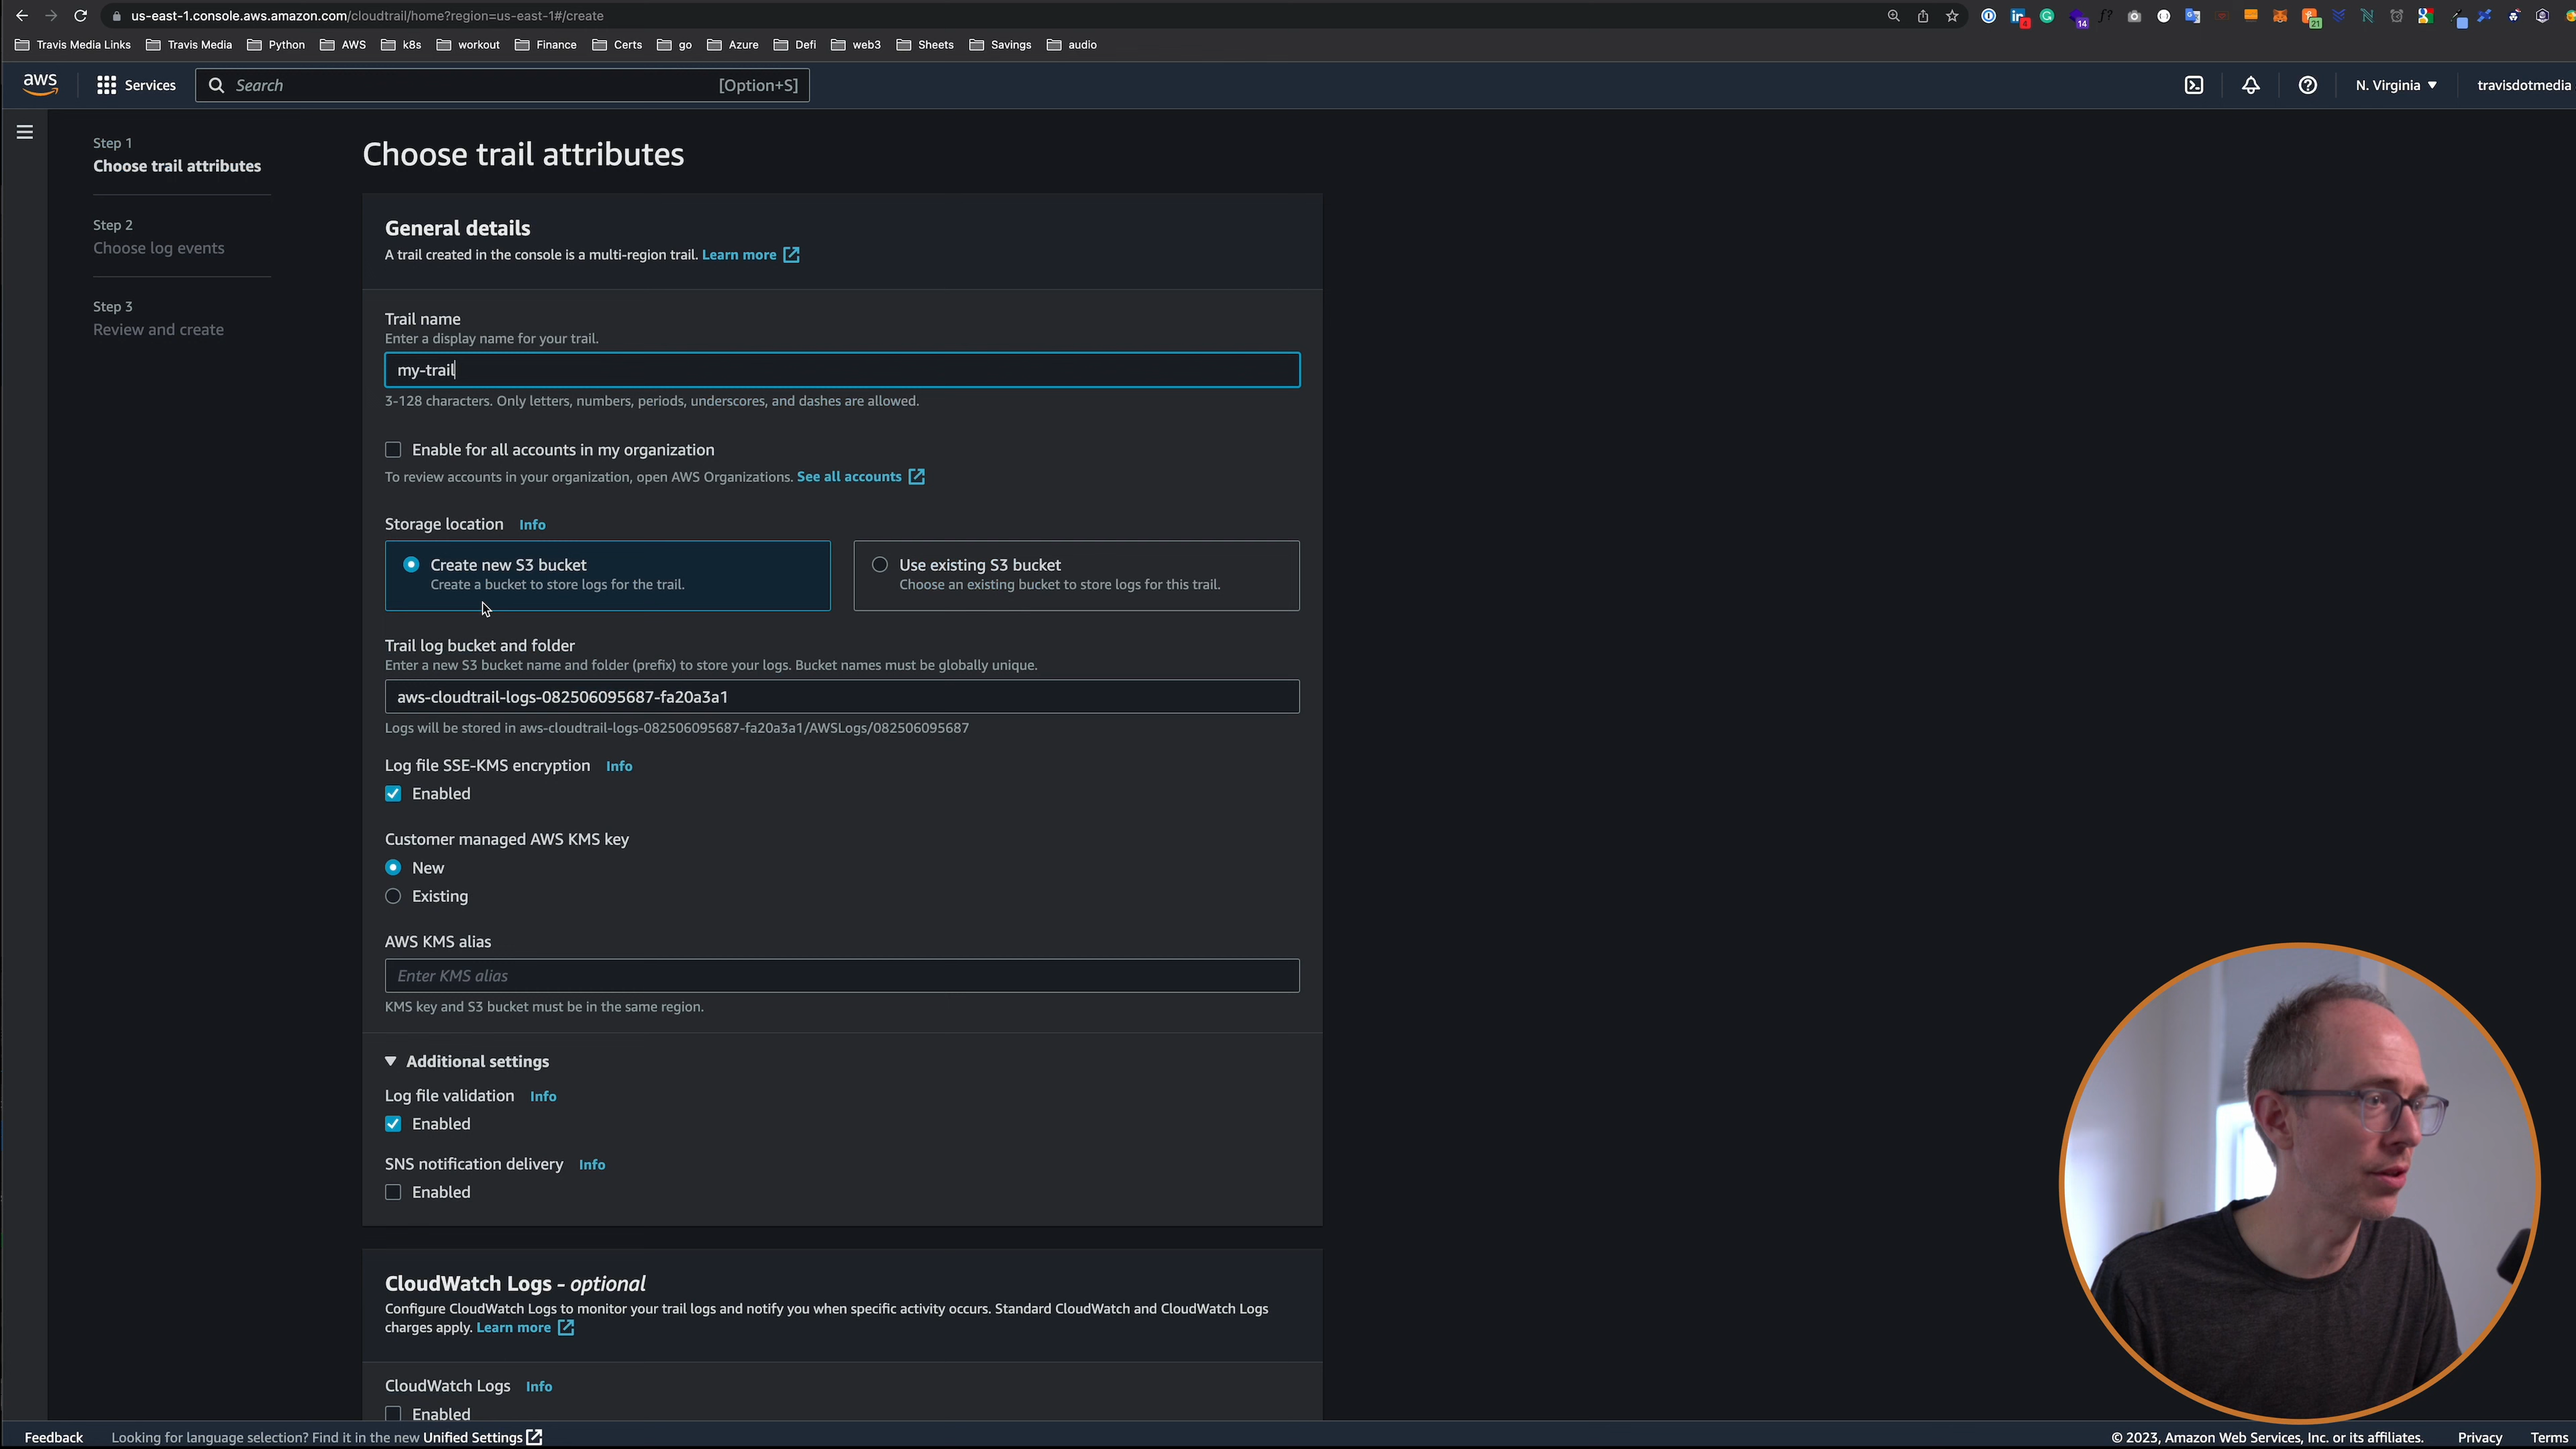 us-east-1.console.aws.amazon.com/cloudtrail/home?region=us-east-1#/create
Travis Media Links
Travis Media
Python
AWS
k8s
workout
Finance
Certs
go
Azure
Defi
web3
Sheets
Savings
audio
aws
Services
Search
[Option+S]
N. Virginia
travisdotmedia
Step 1
Choose trail attributes
Step 2
Choose log events
Step 3
Review and create
Choose trail attributes
General details
A trail created in the console is a multi-region trail. Learn more
Trail name
Enter a display name for your trail.
my-trail
3-128 characters. Only letters, numbers, periods, underscores, and dashes are allowed.
Enable for all accounts in my organization
To review accounts in your organization, open AWS Organizations. See all accounts
Storage location Info
Create new S3 bucket
Create a bucket to store logs for the trail.
Use existing S3 bucket
Choose an existing bucket to store logs for this trail.
Trail log bucket and folder
Enter a new S3 bucket name and folder (prefix) to store your logs. Bucket names must be globally unique.
aws-cloudtrail-logs-082506095687-fa20a3a1
Logs will be stored in aws-cloudtrail-logs-082506095687-fa20a3a1/AWSLogs/082506095687
Log file SSE-KMS encryption Info
Enabled
Customer managed AWS KMS key
New
Existing
AWS KMS alias
Enter KMS alias
KMS key and S3 bucket must be in the same region.
Additional settings
Log file validation Info
Enabled
SNS notification delivery Info
Enabled
CloudWatch Logs - optional
Configure CloudWatch Logs to monitor your trail logs and notify you when specific activity occurs. Standard CloudWatch and CloudWatch Logs
charges apply. Learn more
CloudWatch Logs Info
Enabled
Feedback
Looking for language selection? Find it in the new Unified Settings
© 2023, Amazon Web Services, Inc. or its affiliates.
Privacy
Terms